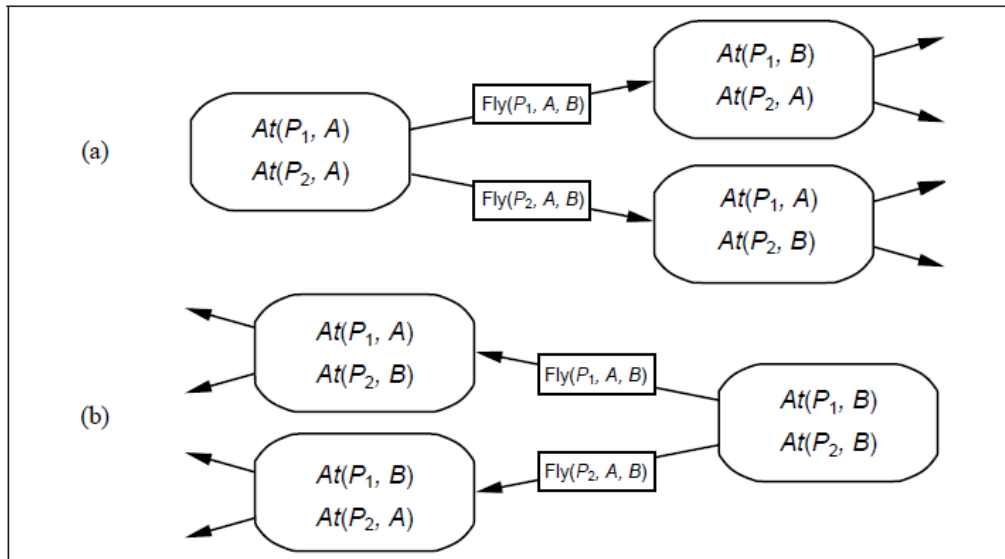 (a)
At(P1, A)
At(P2, A)
Fly(P1, A, B)
At(P1, B)
At(P2, A)
Fly(P2, A, B)
At(P1, A)
At(P2, B)
(b)
At(P1, A)
At(P2, B)
Fly(P1, A, B)
At(P1, B)
At(P2, B)
At(P1, B)
At(P2, A)
Fly(P2, A, B)